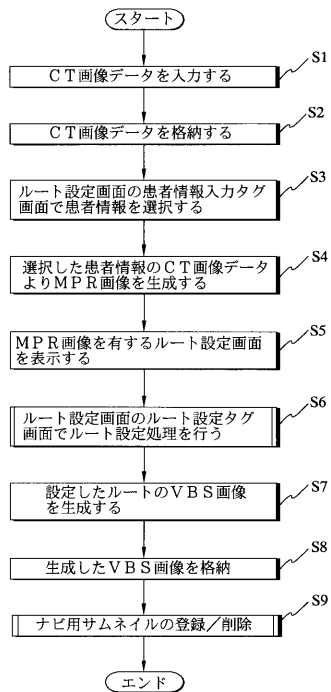 スタート
CT画像データを入力する
S1
CT画像データを格納する
S2
ルート設定画面の患者情報入力タグ
画面で患者情報を選択する
S3
選択した患者情報のCT画像データ
よりMPR画像を生成する
S4
MPR画像を有するルート設定画面
を表示する
S5
ルート設定画面のルート設定タグ
画面でルート設定処理を行う
S6
設定したルートのVBS画像
を生成する
S7
生成したVBS画像を格納
S8
ナビ用サムネイルの登録/削除
S9
エンド